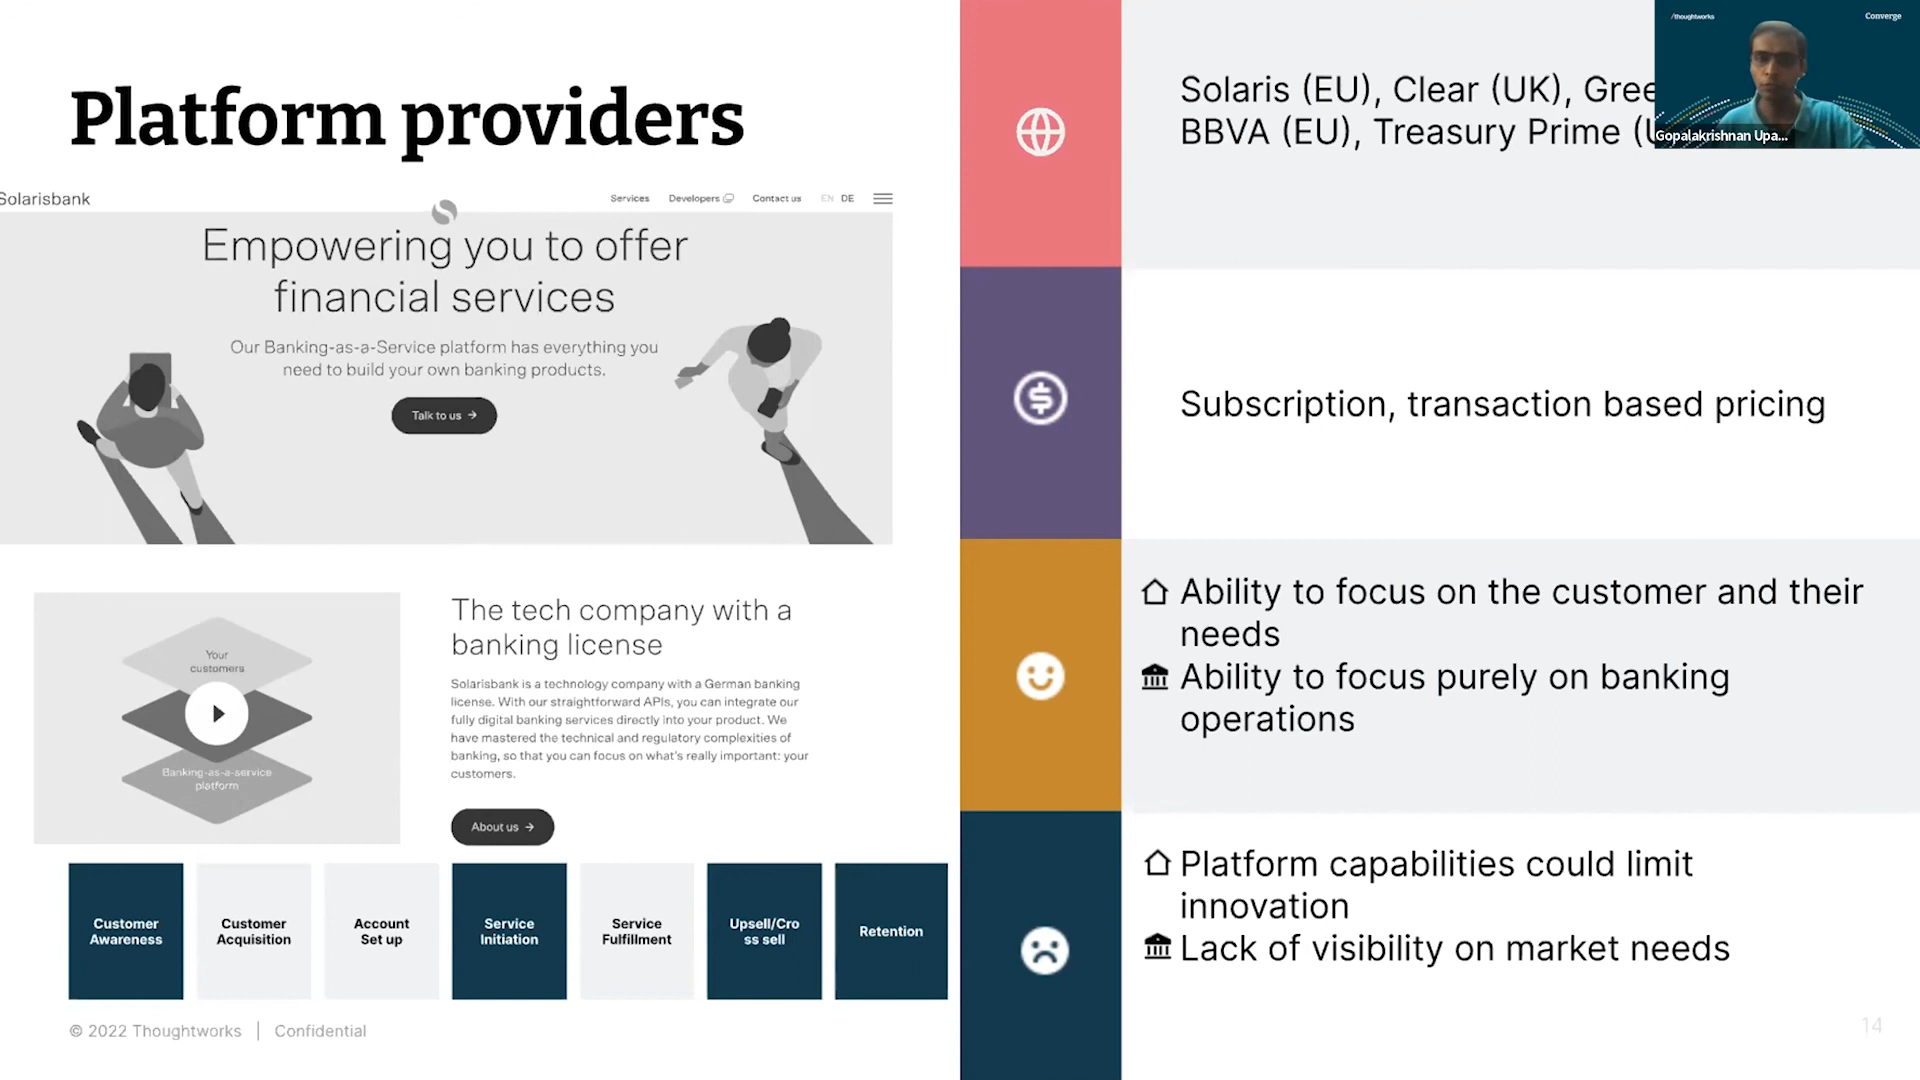 Platform providers
Solarisbank
Services
Developers
Contact us
EN DE
Empowering you to offer
financial services
Our Banking-as-a-Service platform has everything you
need to build your own banking products.
Talk to us →
Your
customers
Banking-as-a-service
platform
The tech company with a
banking license
Solarisbank is a technology company with a German banking
license. With our straightforward APIs, you can integrate our
fully digital banking services directly into your product. We
have mastered the technical and regulatory complexities of
banking, so that you can focus on what's really important: your
customers.
About us →
Customer
Awareness
Customer
Acquisition
Account
Set up
Service
Initiation
Service
Fulfillment
Upsell/Cro
ss sell
Retention
© 2022 Thoughtworks | Confidential
Solaris (EU), Clear (UK),
BBVA (EU), Treasury Prime
/thoughtworks
Converge
Gopalakrishnan Upa...
Subscription, transaction based pricing
Ability to focus on the customer and their
needs
Ability to focus purely on banking
operations
Platform capabilities could limit
innovation
Lack of visibility on market needs
14